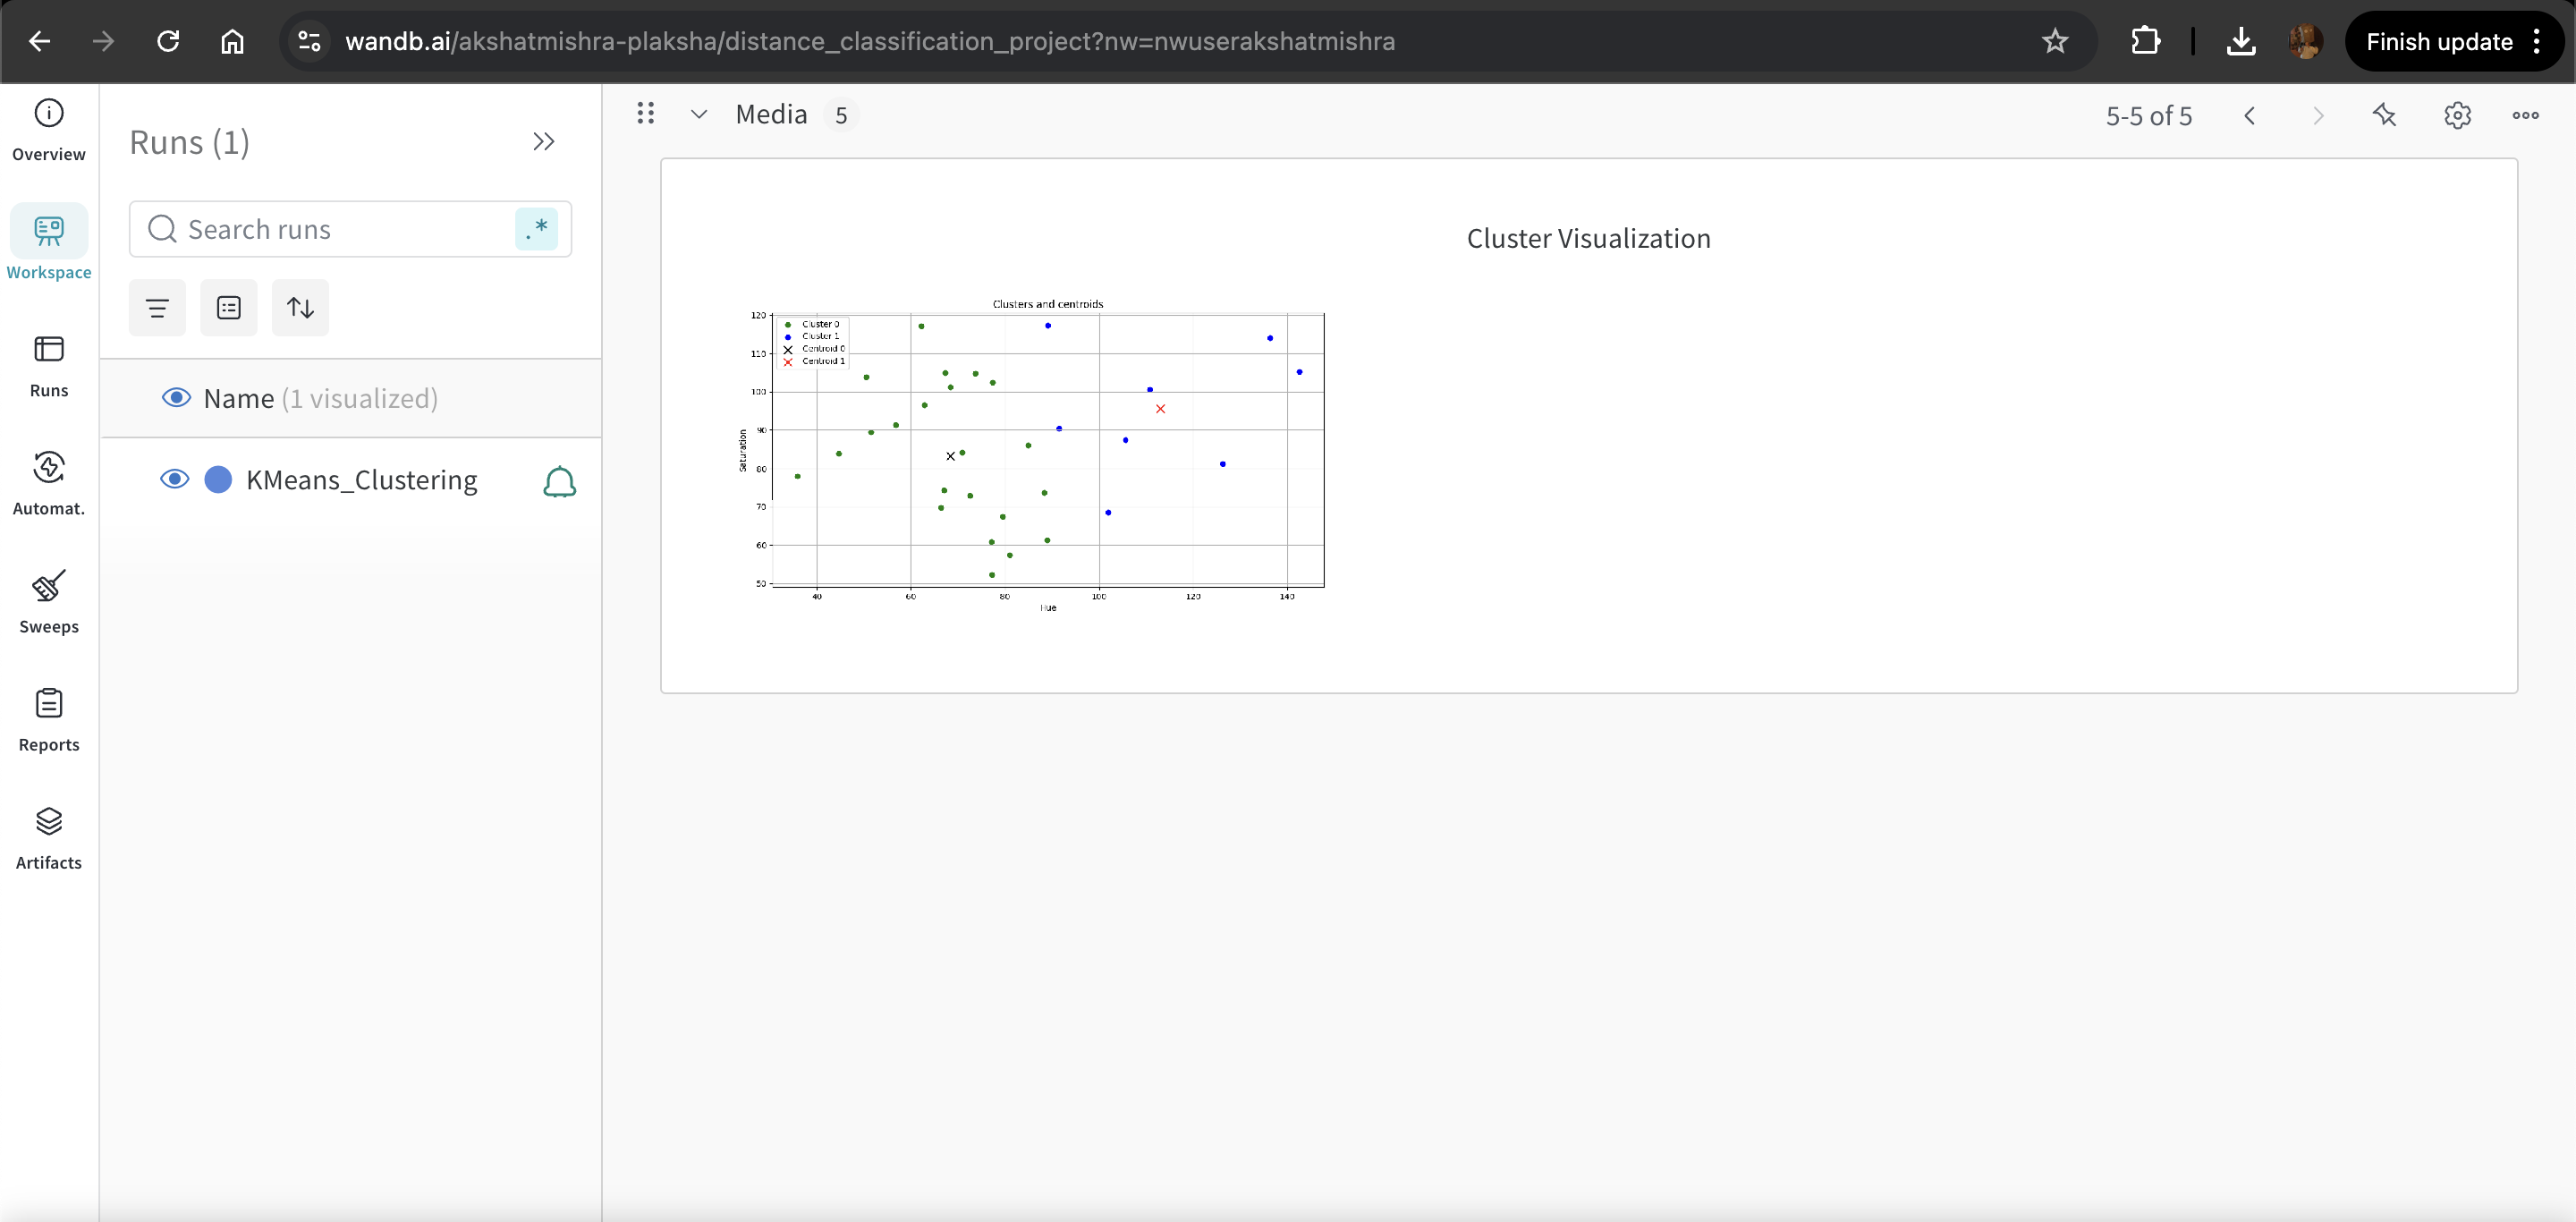 wandb.ai/akshatmishra-plaksha/distance_classification_project?nw=nwuserakshatmishra
Finish update
Overview
Workspace
Runs
Automat.
Sweeps
Reports
Artifacts
Runs (1)
Search runs
.*
Name (1 visualized)
KMeans_Clustering
Media 5
5-5 of 5
Cluster Visualization
Clusters and centroids
Cluster 0
Cluster 1
Centroid 0
Centroid 1
Saturation
120
110
100
90
80
70
60
50
40 60 80 100 120 140
Hue